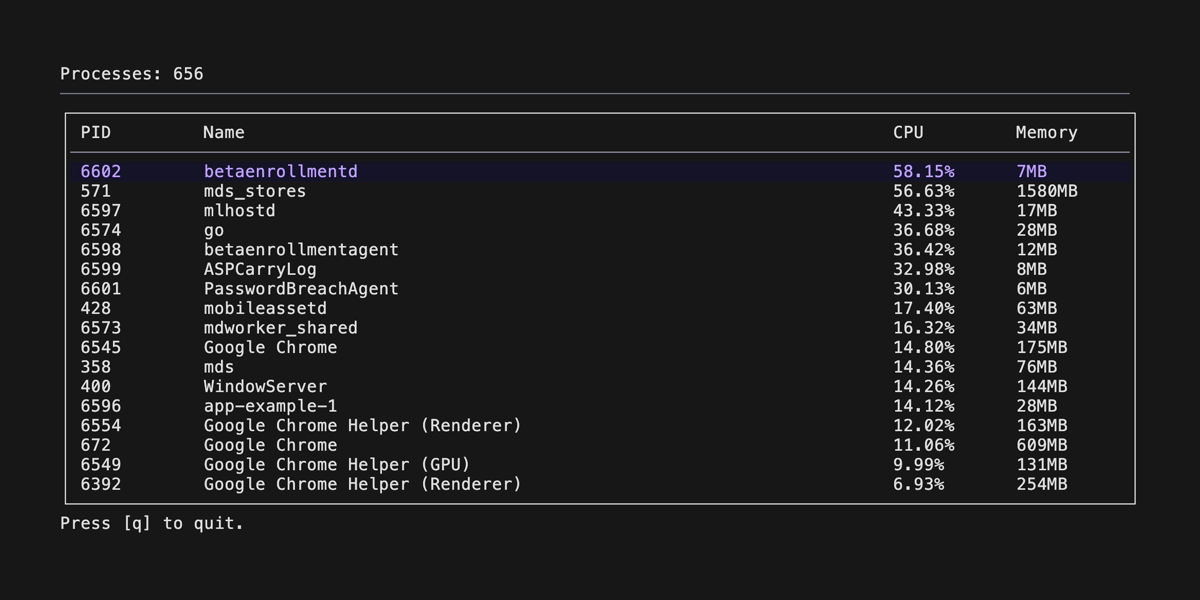 Processes: 656
PID Name CPU Memory
6602 betaenrollmentd 58.15% 7MB
571 mds_stores 56.63% 1580MB
6597 mlhostd 43.33% 17MB
6574 go 36.68% 28MB
6598 betaenrollmentagent 36.42% 12MB
6599 ASPCarryLog 32.98% 8MB
6601 PasswordBreachAgent 30.13% 6MB
428 mobileassetd 17.40% 63MB
6573 mdworker_shared 16.32% 34MB
6545 Google Chrome 14.80% 175MB
358 mds 14.36% 76MB
400 WindowServer 14.26% 144MB
6596 app-example-1 14.12% 28MB
6554 Google Chrome Helper (Renderer) 12.02% 163MB
672 Google Chrome 11.06% 609MB
6549 Google Chrome Helper (GPU) 9.99% 131MB
6392 Google Chrome Helper (Renderer) 6.93% 254MB
Press [q] to quit.